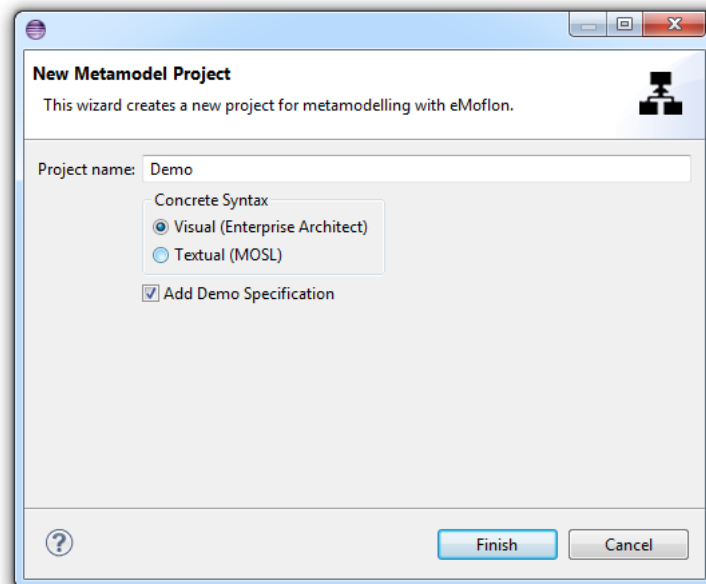 New Metamodel Project
This wizard creates a new project for metamodelling with eMoflon.
Project name: Demo
Concrete Syntax
Visual (Enterprise Architect)
Textual (MOSL)
Add Demo Specification
?
Finish Cancel